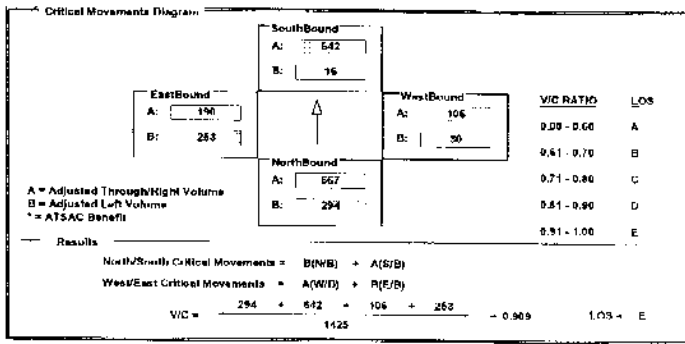 Critical Movements Diagram
SouthBound
A: 642
B: 16
EastBound
A: 190
B: 253
WestBound
A: 106
B: 30
NorthBound
A: 667
B: 294
V/C RATIO LOS
0.00 - 0.60 A
0.61 - 0.70 B
0.71 - 0.80 C
0.81 - 0.90 D
0.91 - 1.00 E
A = Adjusted Through/Right Volume
B = Adjusted Left Volume
* = ATSAC Benefit
Results
North/South Critical Movements = B(N/B) + A(S/B)
West/East Critical Movements = A(W/B) + B(E/B)
V/C = 294 + 642 + 106 + 253 = 0.909 LOS = E
1425